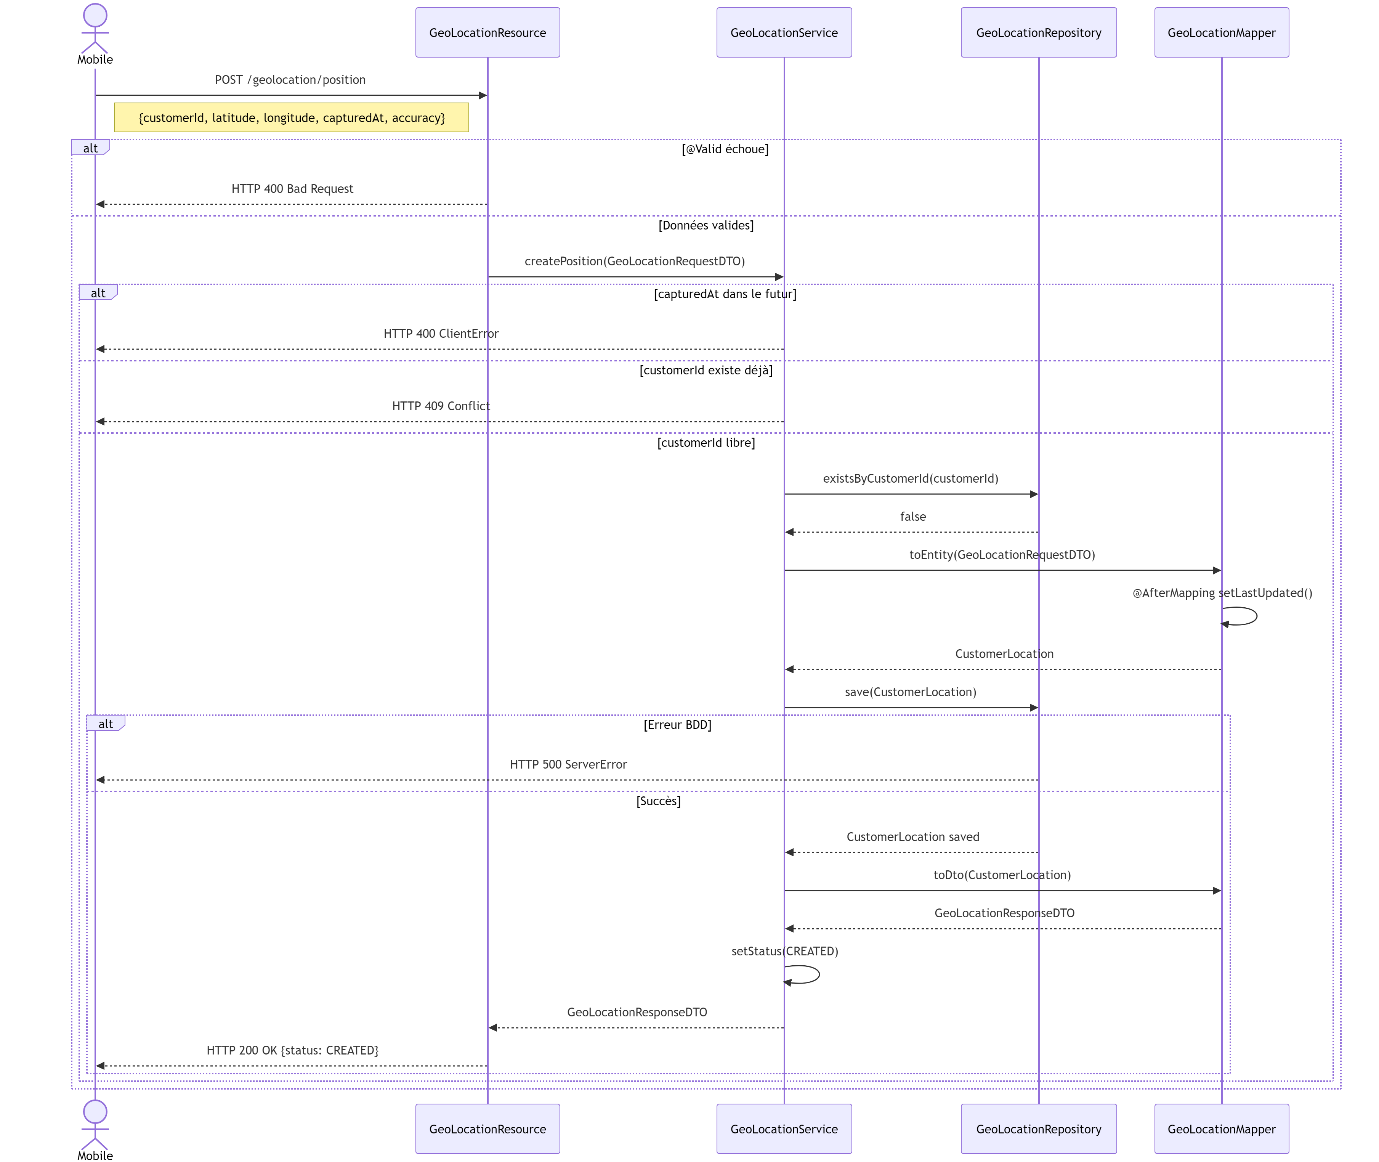 GeoLocationResource
GeoLocationService
GeoLocationRepository
GeoLocationMapper
Mobile
POST /geolocation/position
{customerId, latitude, longitude, capturedAt, accuracy}
alt
[@Valid échoue]
HTTP 400 Bad Request
[Données valides]
createPosition(GeoLocationRequestDTO)
alt
[capturedAt dans le futur]
HTTP 400 ClientError
[customerId existe déjà]
HTTP 409 Conflict
[customerId libre]
existsByCustomerId(customerId)
false
toEntity(GeoLocationRequestDTO)
@AfterMapping setLastUpdated()
CustomerLocation
save(CustomerLocation)
alt
[Erreur BDD]
HTTP 500 ServerError
[Succès]
CustomerLocation saved
toDto(CustomerLocation)
GeoLocationResponseDTO
setStatus(CREATED)
GeoLocationResponseDTO
HTTP 200 OK {status: CREATED}
GeoLocationResource
GeoLocationService
GeoLocationRepository
GeoLocationMapper
Mobile